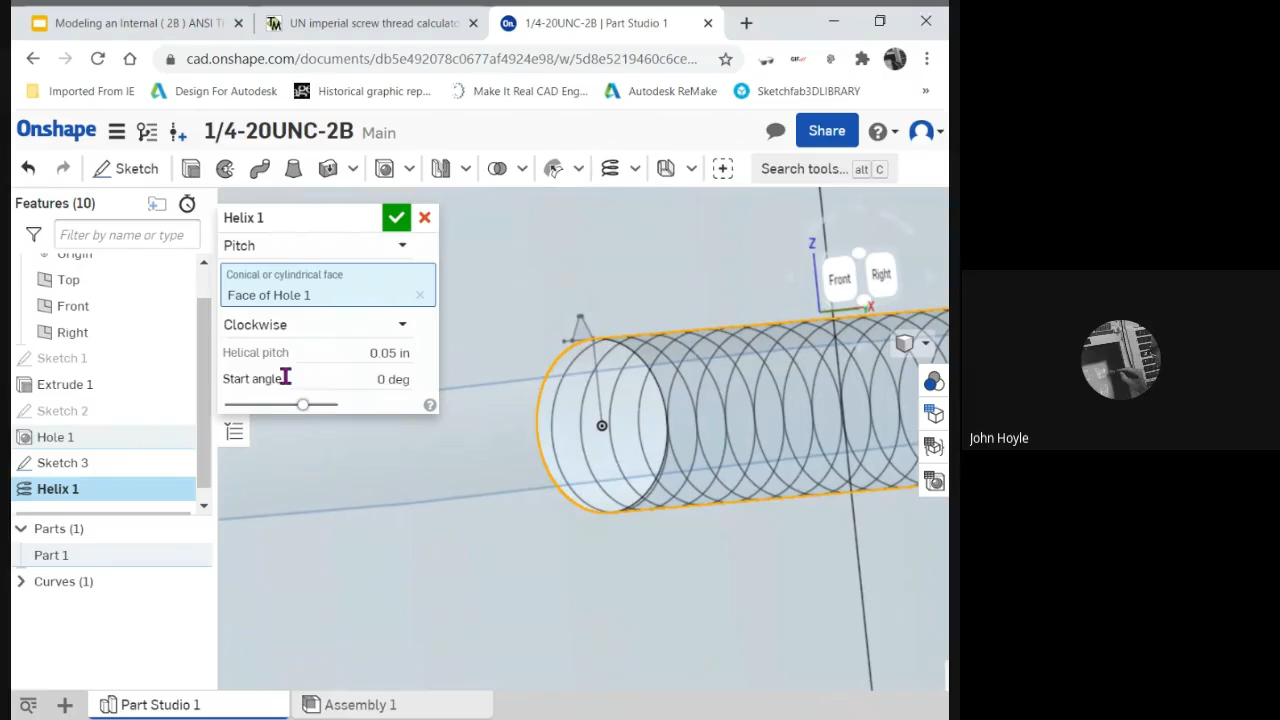 Modeling an Internal ( 2B ) ANSI T
UN imperial screw thread calculato
On 1/4-20UNC-2B | Part Studio 1
cad.onshape.com/documents/db5e492078c0677af4924e98/w/5d8e5219460c6ce...
GIF
Imported From IE
Design For Autodesk
Historical graphic rep...
Make It Real CAD Eng...
Autodesk ReMake
Sketchfab3DLIBRARY
»
Onshape
1/4-20UNC-2B Main
Share
Sketch
Search tools... alt C
Features (10)
Filter by name or type
Origin
Top
Front
Right
Sketch 1
Extrude 1
Sketch 2
Hole 1
Sketch 3
Helix 1
Parts (1)
Part 1
Curves (1)
Helix 1
Pitch
Conical or cylindrical face
Face of Hole 1
Clockwise
Helical pitch 0.05 in
Start angle 0 deg
Z
Front
Right
X
Part Studio 1
Assembly 1
John Hoyle